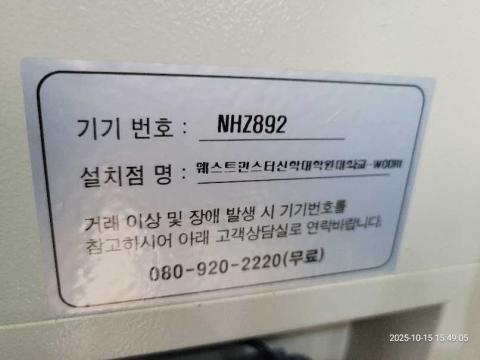 기기 번호 : NHZ892
설치점 명 : 웨스트민스터신학대학원대학교-WOORI
거래 이상 및 장애 발생 시 기기번호를
참고하시어 아래 고객상담실로 연락바랍니다.
080-920-2220(무료)
2025-10-15 15:49:05